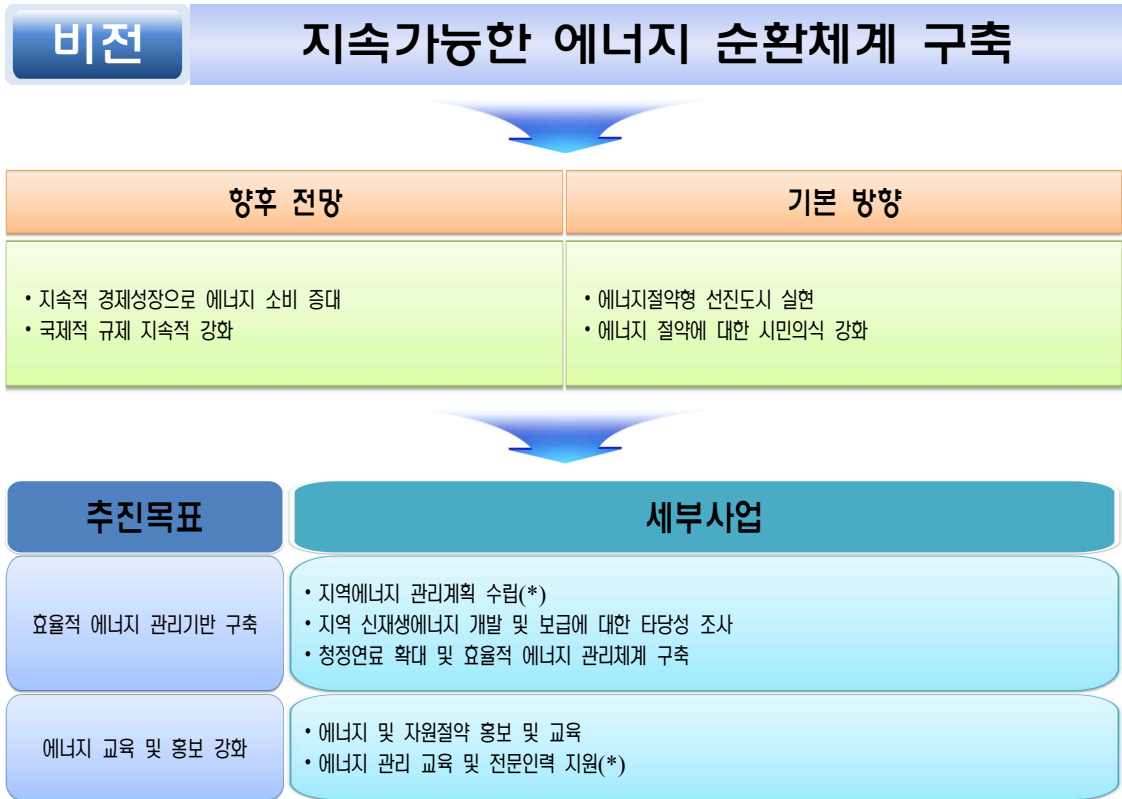 비전
지속가능한 에너지 순환체계 구축
향후 전망
기본 방향
• 지속적 경제성장으로 에너지 소비 증대
• 국제적 규제 지속적 강화
• 에너지절약형 선진도시 실현
• 에너지 절약에 대한 시민의식 강화
추진목표
세부사업
효율적 에너지 관리기반 구축
• 지역에너지 관리계획 수립(*)
• 지역 신재생에너지 개발 및 보급에 대한 타당성 조사
• 청정연료 확대 및 효율적 에너지 관리체계 구축
에너지 교육 및 홍보 강화
• 에너지 및 자원절약 홍보 및 교육
• 에너지 관리 교육 및 전문인력 지원(*)